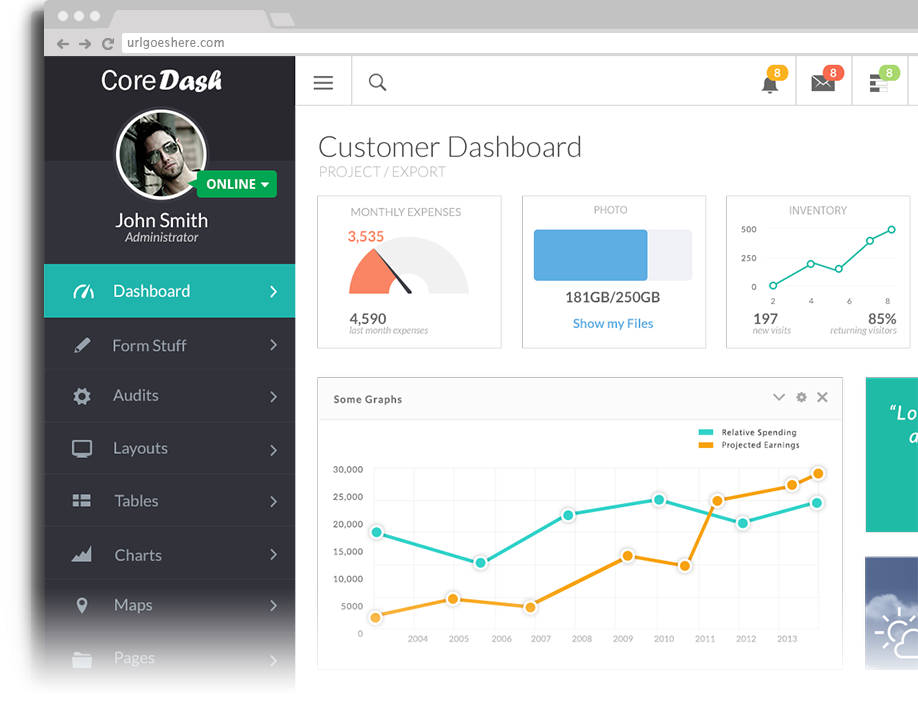 urlgoeshere.com
CoreDash
ONLINE
John Smith
Administrator
Dashboard
Form Stuff
Audits
Layouts
Tables
Charts
Maps
Pages
8
8
8
Customer Dashboard
PROJECT / EXPORT
MONTHLY EXPENSES
3,535
4,590
last month expenses
PHOTO
181GB/250GB
Show my Files
INVENTORY
500
250
0
2 4 6 8
197 85%
new visits returning visitors
Some Graphs
Relative Spending
Projected Earnings
30,000
25,000
20,000
15,000
10,000
5000
0
2004 2005 2006 2007 2008 2009 2010 2011 2012 2013
“Lo
a